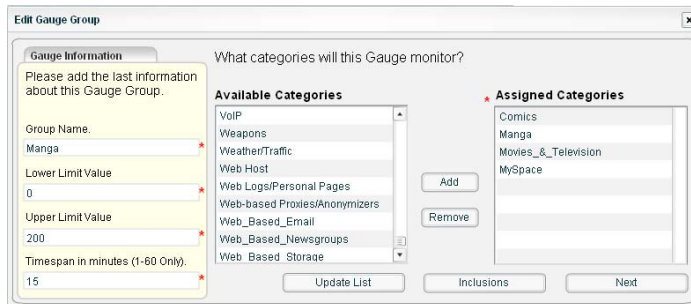 Edit Gauge Group
x
Gauge Information
Please add the last information
about this Gauge Group.
Group Name.
Manga
*
Lower Limit Value
0
*
Upper Limit Value
200
*
Timespan in minutes (1-60 Only).
15
*
What categories will this Gauge monitor?
Available Categories
VoIP
Weapons
Weather/Traffic
Web Host
Web Logs/Personal Pages
Web-based Proxies/Anonymizers
Web_Based_Email
Web_Based_Newsgroups
Web_Based_Storage
Add
Remove
* Assigned Categories
Comics
Manga
Movies_&_Television
MySpace
Update List
Inclusions
Next